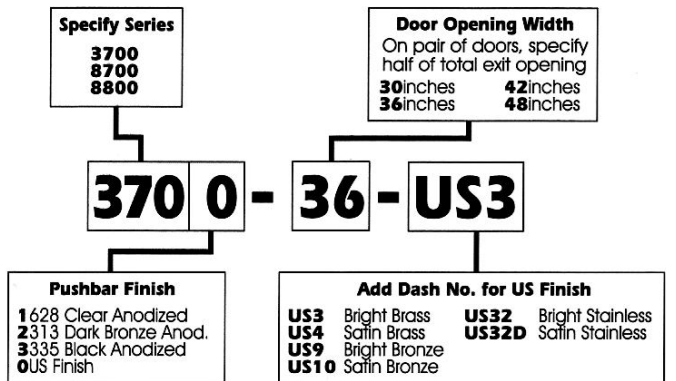 Specify Series
3700
8700
8800
Door Opening Width
On pair of doors, specify
half of total exit opening
30inches 42inches
36inches 48inches
370 0 - 36 - US3
Pushbar Finish
1628 Clear Anodized
2313 Dark Bronze Anod.
3335 Black Anodized
0US Finish
Add Dash No. for US Finish
US3 Bright Brass US32 Bright Stainless
US4 Satin Brass US32D Satin Stainless
US9 Bright Bronze
US10 Satin Bronze